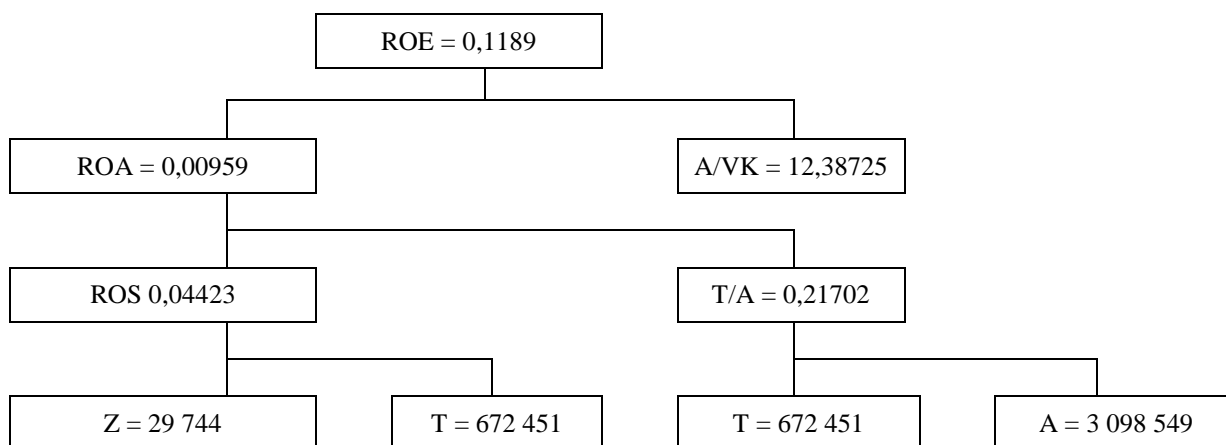 ROE = 0,1189
ROA = 0,00959
A/VK = 12,38725
ROS 0,04423
T/A = 0,21702
Z = 29 744
T = 672 451
T = 672 451
A = 3 098 549